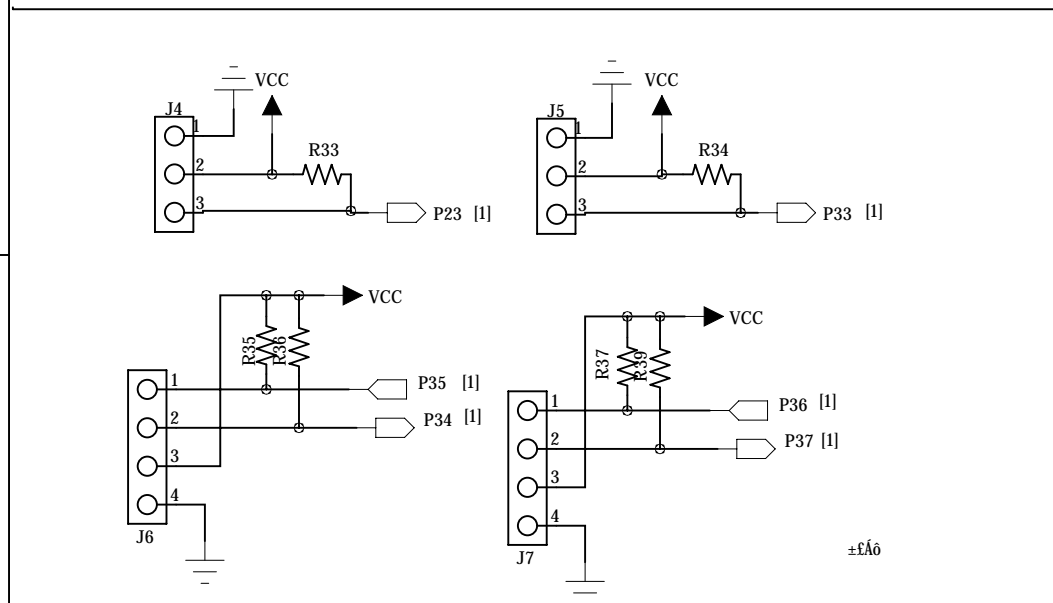 VCC
J4
1
R33
2
3
P23 [1]
VCC
J5
1
R34
2
3
P33 [1]
VCC
R35
R36
1
P35 [1]
2
P34 [1]
3
4
J6
VCC
R37
R39
1
P36 [1]
2
P37 [1]
3
4
J7
±£Áô